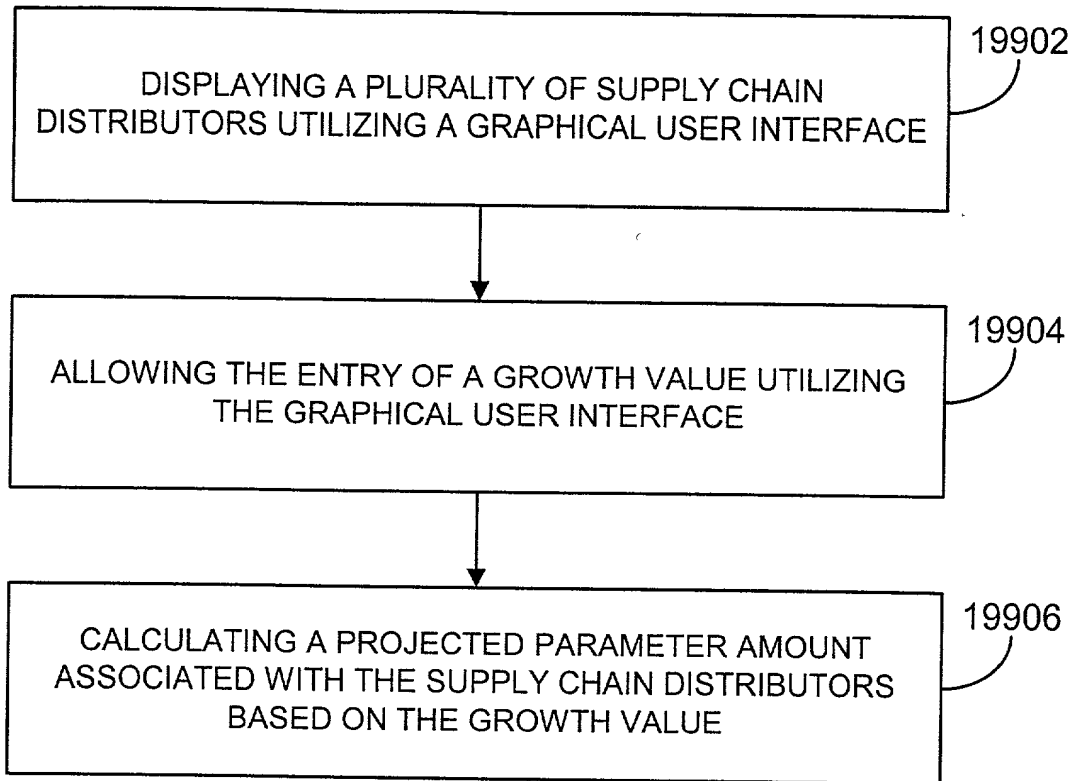 19902
DISPLAYING A PLURALITY OF SUPPLY CHAIN
DISTRIBUTORS UTILIZING A GRAPHICAL USER INTERFACE
19904
ALLOWING THE ENTRY OF A GROWTH VALUE UTILIZING
THE GRAPHICAL USER INTERFACE
19906
CALCULATING A PROJECTED PARAMETER AMOUNT
ASSOCIATED WITH THE SUPPLY CHAIN DISTRIBUTORS
BASED ON THE GROWTH VALUE